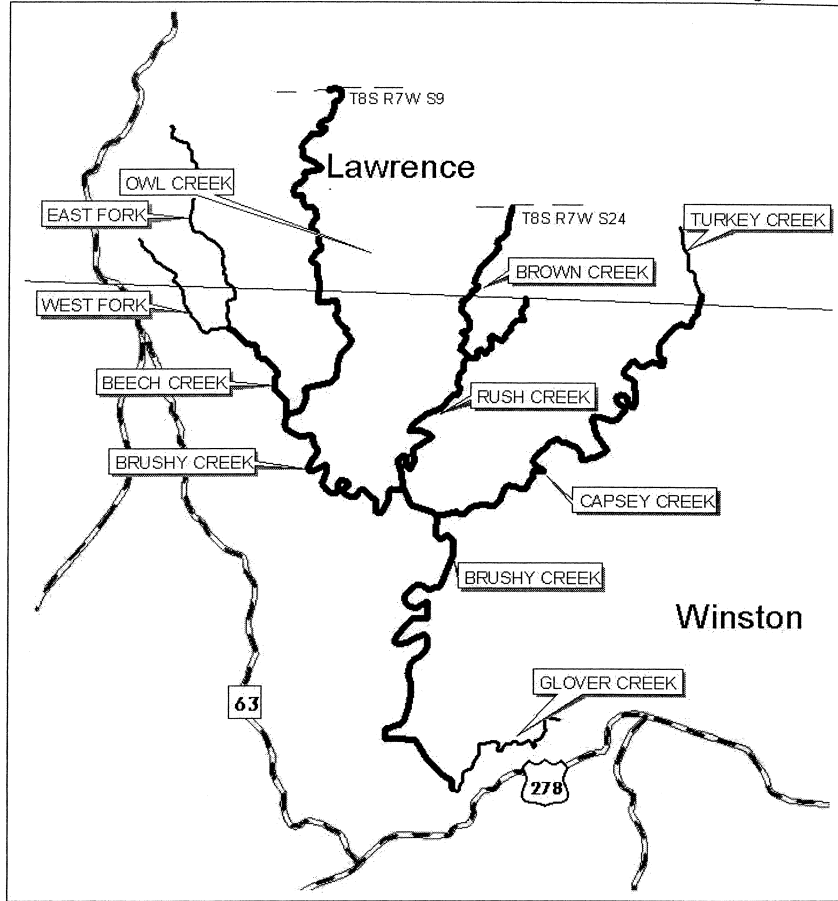 T8S R7W S9
Lawrence
OWL CREEK
EAST FORK
T8S R7W S24
TURKEY CREEK
BROWN CREEK
WEST FORK
BEECH CREEK
RUSH CREEK
BRUSHY CREEK
CAPSEY CREEK
BRUSHY CREEK
Winston
GLOVER CREEK
63
278